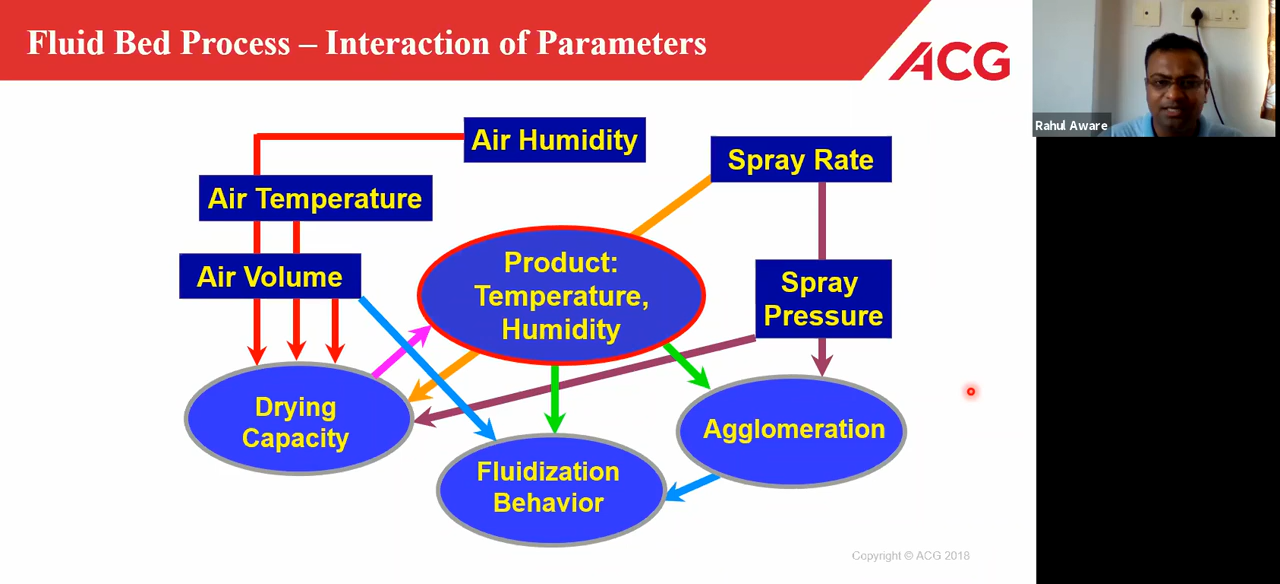 Fluid Bed Process – Interaction of Parameters
ACG
Rahul Aware
Air Humidity
Spray Rate
Air Temperature
Air Volume
Product:
Temperature,
Humidity
Spray
Pressure
Drying
Capacity
Agglomeration
Fluidization
Behavior
Copyright © ACG 2018